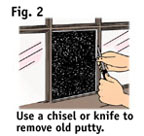 Fig. 2
Use a chisel or knife to
remove old putty.